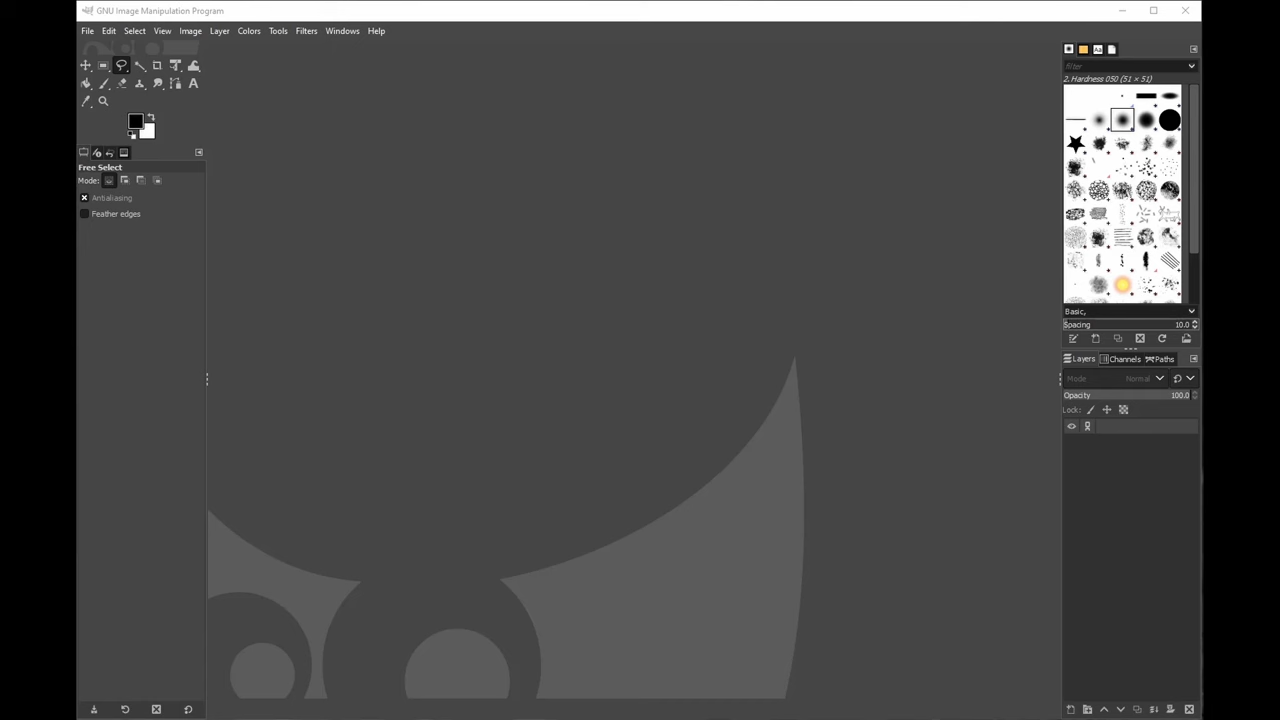 GNU Image Manipulation Program
File Edit Select View Image Layer Colors Tools Filters Windows Help
filter
2. Hardness 050 (51 × 51)
Free Select
Mode:
Antialiasing
Feather edges
Basic,
Spacing 10.0
Layers Channels Paths
Mode Normal
Opacity 100.0
Lock: